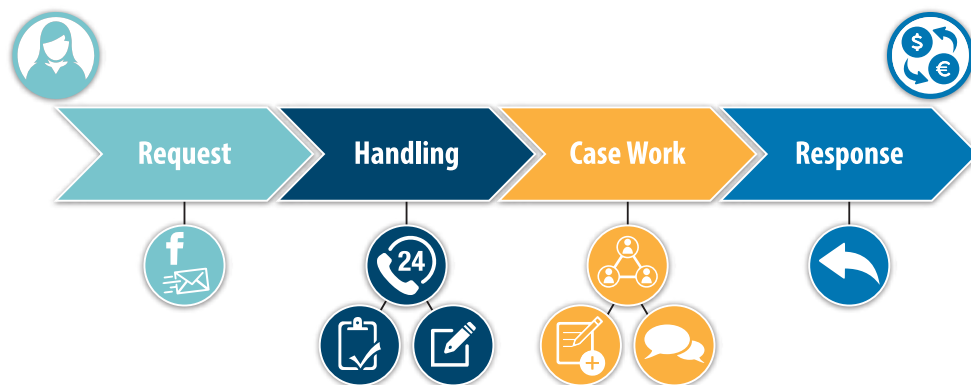 $
€
Request
Handling
Case Work
Response
f
24